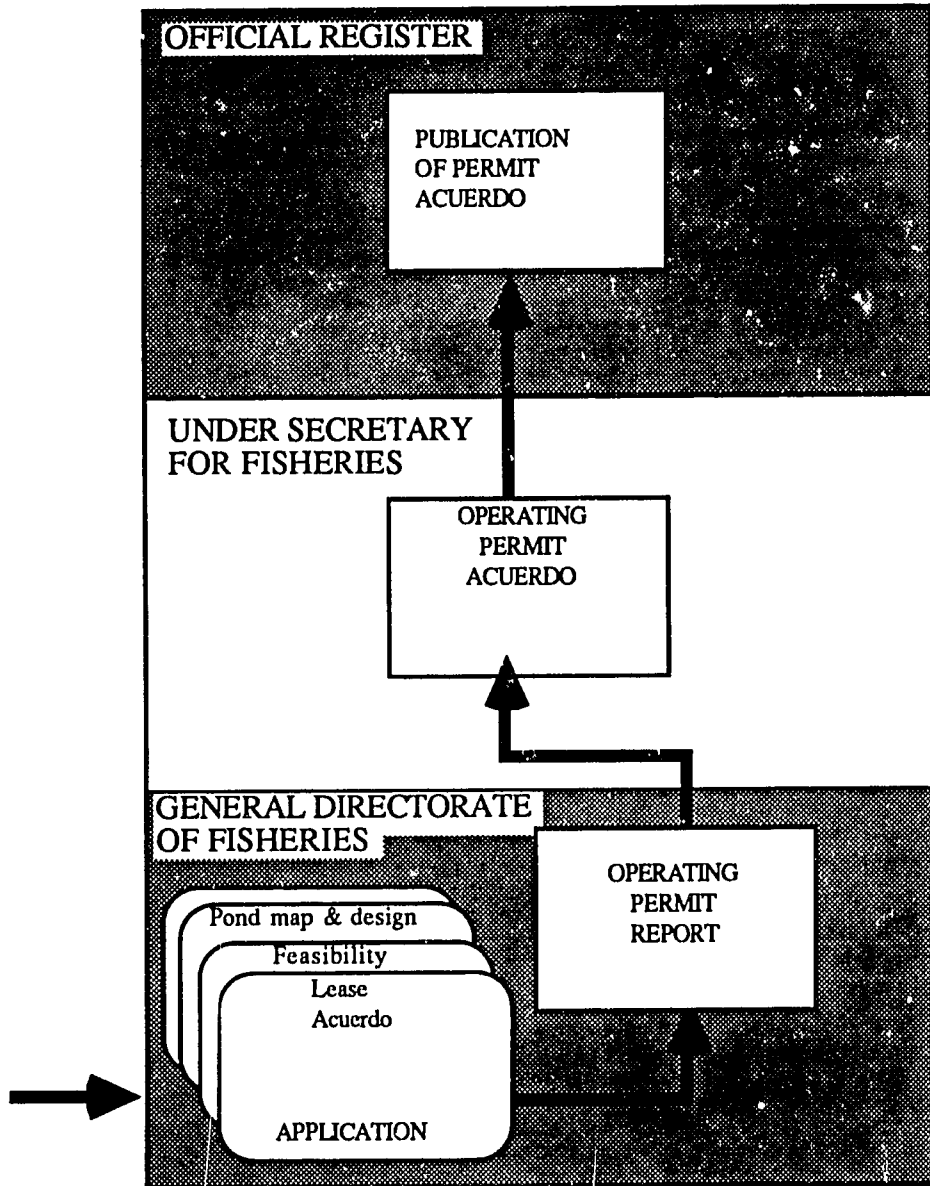 OFFICIAL REGISTER
PUBLICATION
OF PERMIT
ACUERDO
UNDER SECRETARY
FOR FISHERIES
OPERATING
PERMIT
ACUERDO
GENERAL DIRECTORATE
OF FISHERIES
OPERATING
PERMIT
REPORT
Pond map & design
Feasibility
Lease
Acuerdo
APPLICATION